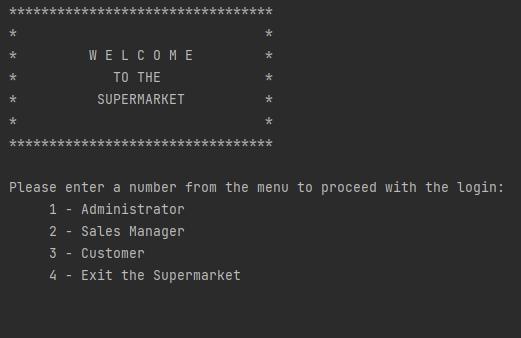 *********************************
*                               *
*         W E L C O M E         *
*            TO THE             *
*          SUPERMARKET          *
*                               *
*********************************
Please enter a number from the menu to proceed with the login:
     1 - Administrator
     2 - Sales Manager
     3 - Customer
     4 - Exit the Supermarket